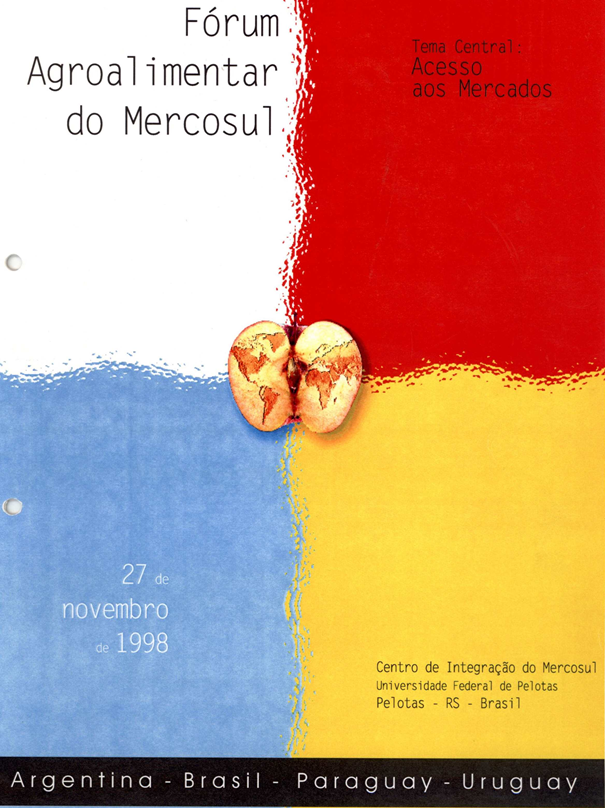 Fórum
Agroalimentar
do Mercosul
Tema Central:
Acesso
aos Mercados
27 de
novembro
de 1998
Centro de Integração do Mercosul
Universidade Federal de Pelotas
Pelotas - RS - Brasil
Argentina - Brasil - Paraguay - Uruguay